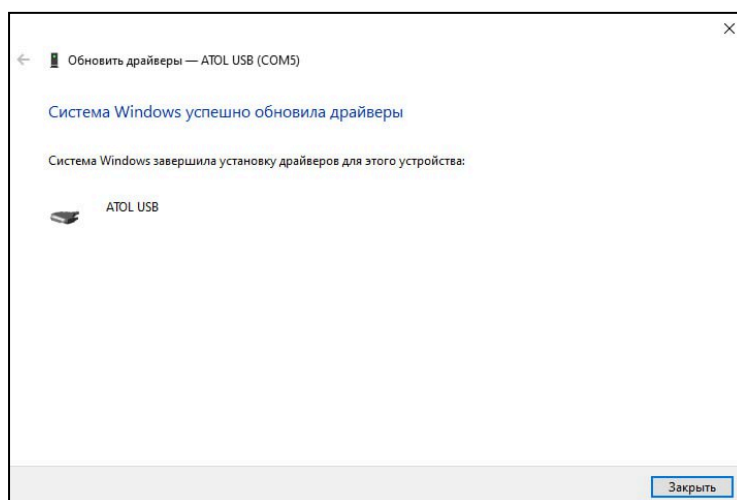 Обновить драйверы — ATOL USB (COM5)
Система Windows успешно обновила драйверы
Система Windows завершила установку драйверов для этого устройства:
ATOL USB
Закрыть